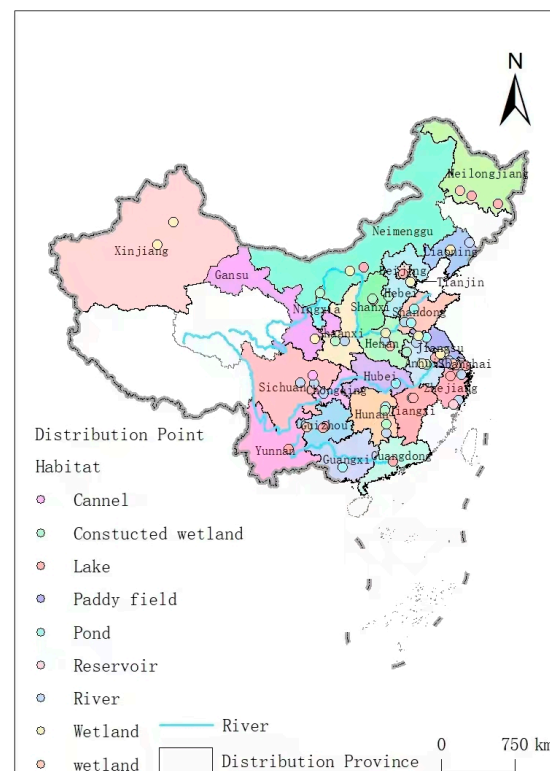 N
Neilongjiang
Neimenggu
Xinjiang
Liaoning
Gansu
Beijing
Tianjin
Hebei
Ningxia
Shanxi
Shandong
Shaanxi
Henan
Jiangsu
Anhui
Shanghai
Hubei
Sichuan
Chongqing
Zhejiang
Hunan
Jiangxi
Guizhou
Yunnan
Guangxi
Guangdong
Distribution Point
Habitat
Cannel
Constucted wetland
Lake
Paddy field
Pond
Reservoir
River
Wetland
wetland
River
Distribution Province
0 750 km